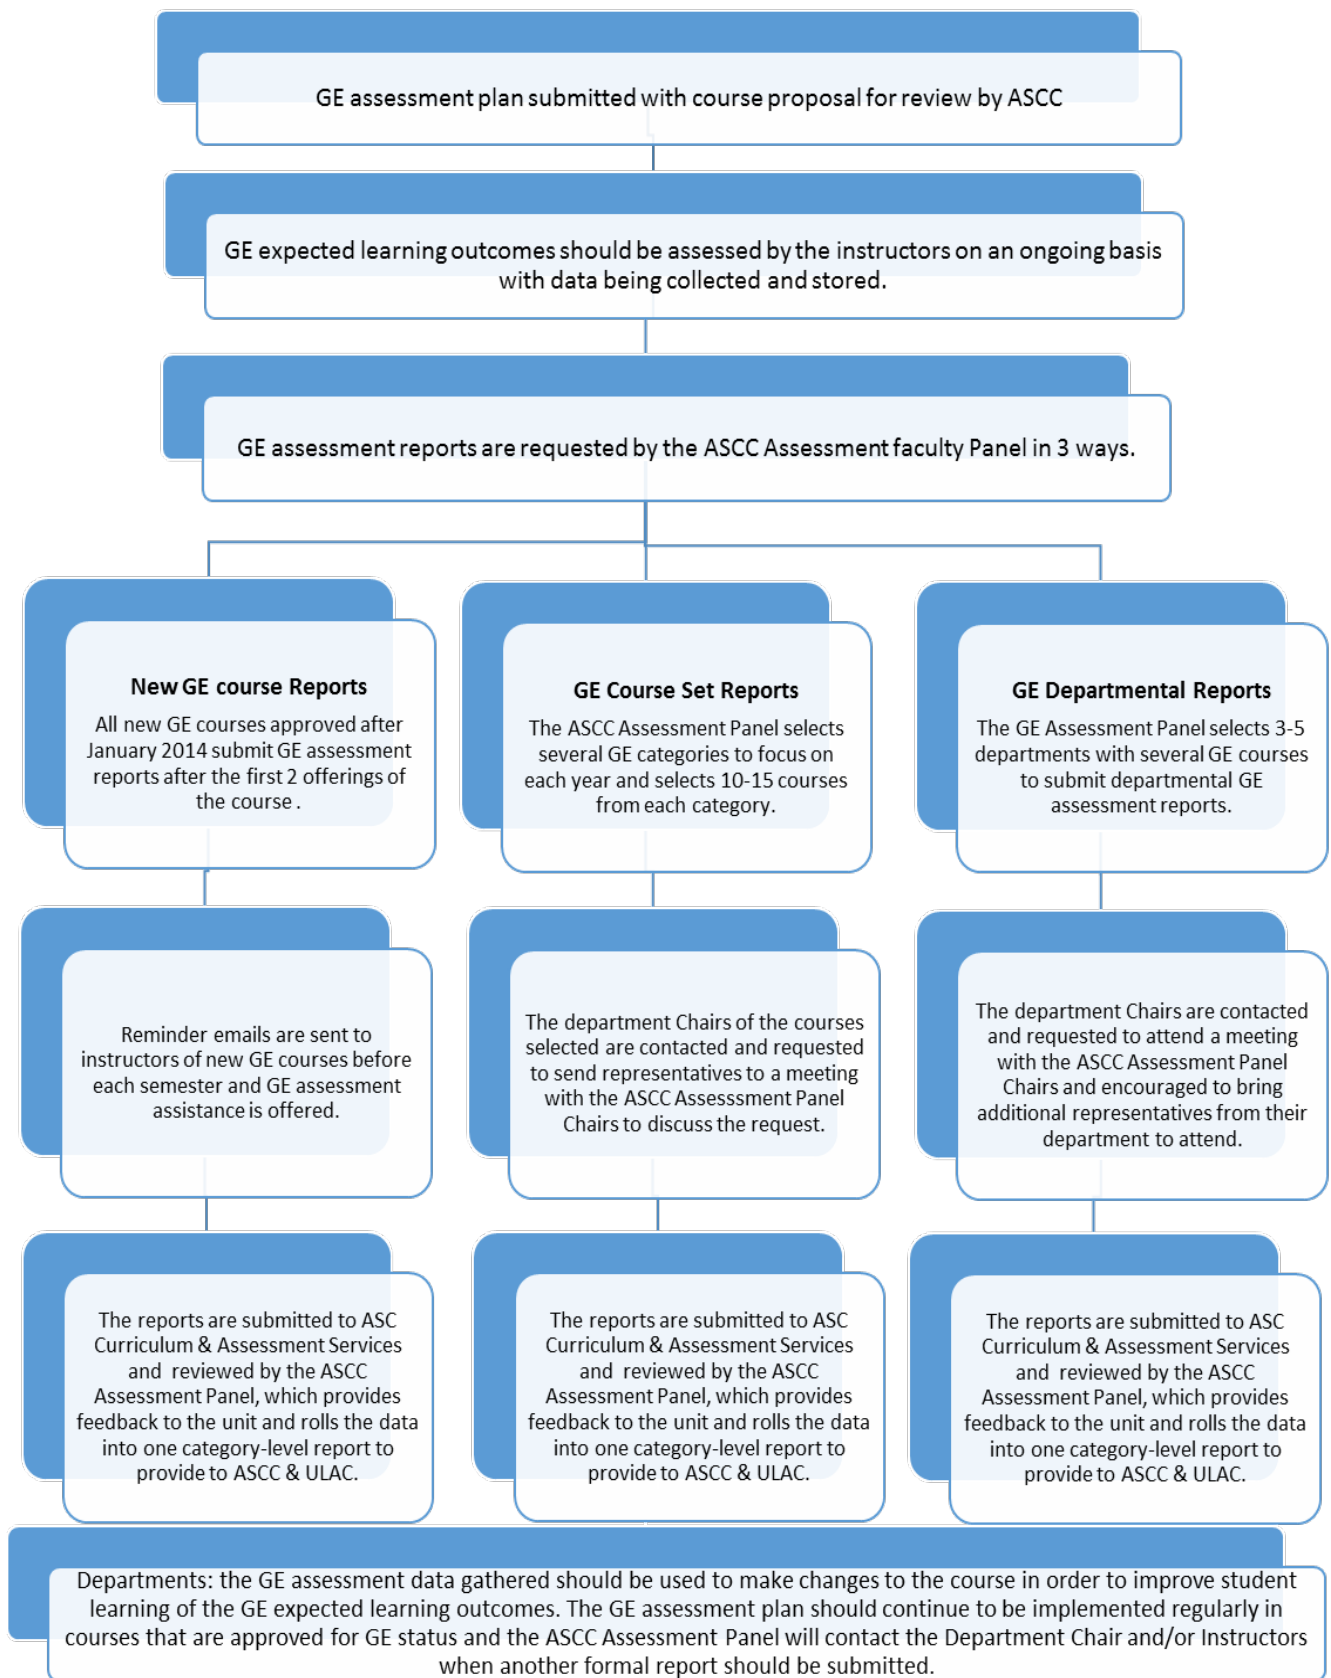 GE assessment plan submitted with course proposal for review by ASCC
GE expected learning outcomes should be assessed by the instructors on an ongoing basis
with data being collected and stored.
GE assessment reports are requested by the ASCC Assessment faculty Panel in 3 ways.
New GE course Reports
All new GE courses approved after
January 2014 submit GE assessment
reports after the first 2 offerings of
the course .
GE Course Set Reports
The ASCC Assessment Panel selects
several GE categories to focus on
each year and selects 10-15 courses
from each category.
GE Departmental Reports
The GE Assessment Panel selects 3-5
departments with several GE courses
to submit departmental GE
assessment reports.
Reminder emails are sent to
instructors of new GE courses before
each semester and GE assessment
assistance is offered.
The department Chairs of the courses
selected are contacted and requested
to send representatives to a meeting
with the ASCC Assesssment Panel
Chairs to discuss the request.
The department Chairs are contacted
and requested to attend a meeting
with the ASCC Assessment Panel
Chairs and encouraged to bring
additional representatives from their
department to attend.
The reports are submitted to ASC
Curriculum & Assessment Services
and reviewed by the ASCC
Assessment Panel, which provides
feedback to the unit and rolls the data
into one category-level report to
provide to ASCC & ULAC.
The reports are submitted to ASC
Curriculum & Assessment Services
and reviewed by the ASCC
Assessment Panel, which provides
feedback to the unit and rolls the data
into one category-level report to
provide to ASCC & ULAC.
The reports are submitted to ASC
Curriculum & Assessment Services
and reviewed by the ASCC
Assessment Panel, which provides
feedback to the unit and rolls the data
into one category-level report to
provide to ASCC & ULAC.
Departments: the GE assessment data gathered should be used to make changes to the course in order to improve student
learning of the GE expected learning outcomes. The GE assessment plan should continue to be implemented regularly in
courses that are approved for GE status and the ASCC Assessment Panel will contact the Department Chair and/or Instructors
when another formal report should be submitted.